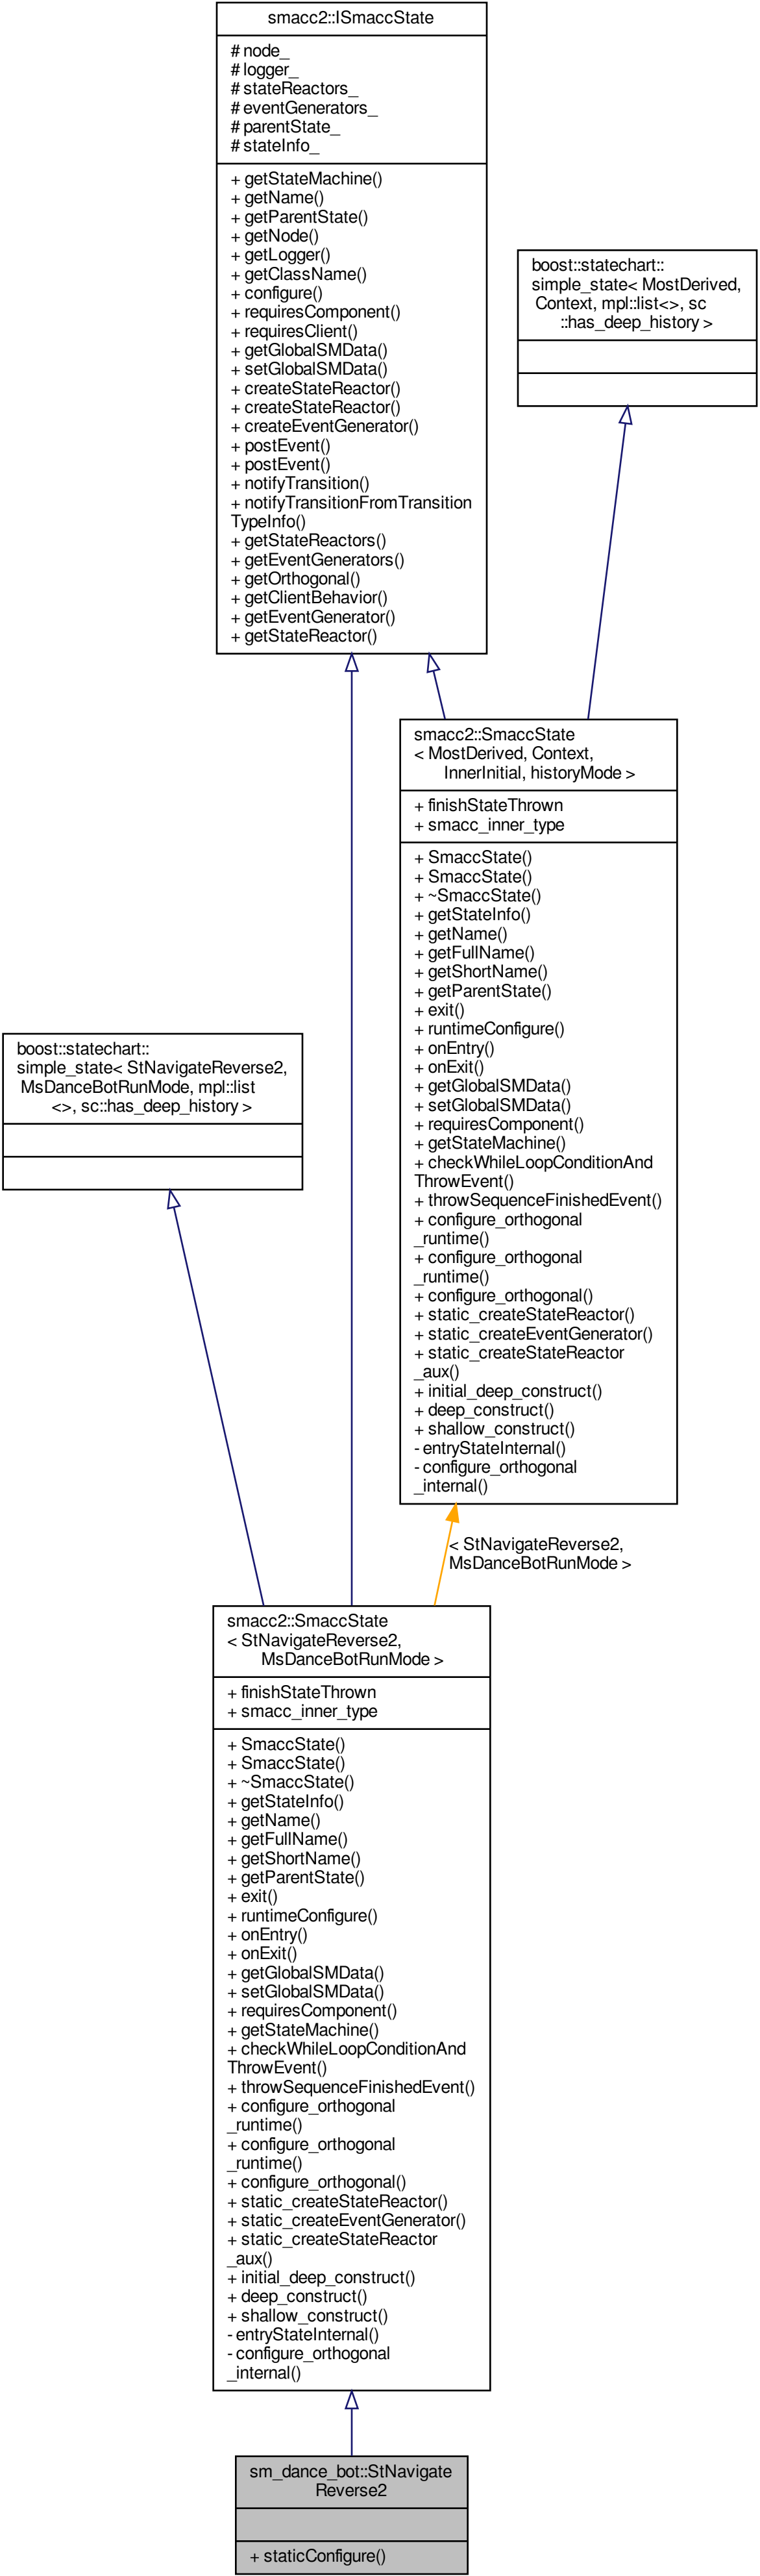 smacc2::ISmaccState
# node_
# logger_
# stateReactors_
# eventGenerators_
# parentState_
# stateInfo_
+ getStateMachine()
+ getName()
+ getParentState()
+ getNode()
+ getLogger()
+ getClassName()
+ configure()
+ requiresComponent()
+ requiresClient()
+ getGlobalSMData()
+ setGlobalSMData()
+ createStateReactor()
+ createStateReactor()
+ createEventGenerator()
+ postEvent()
+ postEvent()
+ notifyTransition()
+ notifyTransitionFromTransition
TypeInfo()
+ getStateReactors()
+ getEventGenerators()
+ getOrthogonal()
+ getClientBehavior()
+ getEventGenerator()
+ getStateReactor()
boost::statechart::
simple_state< MostDerived,
Context, mpl::list<>, sc
::has_deep_history >
smacc2::SmaccState
< MostDerived, Context,
InnerInitial, historyMode >
+ finishStateThrown
+ smacc_inner_type
+ SmaccState()
+ SmaccState()
+ ~SmaccState()
+ getStateInfo()
+ getName()
+ getFullName()
+ getShortName()
+ getParentState()
+ exit()
+ runtimeConfigure()
+ onEntry()
+ onExit()
+ getGlobalSMData()
+ setGlobalSMData()
+ requiresComponent()
+ getStateMachine()
+ checkWhileLoopConditionAnd
ThrowEvent()
+ throwSequenceFinishedEvent()
+ configure_orthogonal
_runtime()
+ configure_orthogonal
_runtime()
+ configure_orthogonal()
+ static_createStateReactor()
+ static_createEventGenerator()
+ static_createStateReactor
_aux()
+ initial_deep_construct()
+ deep_construct()
+ shallow_construct()
- entryStateInternal()
- configure_orthogonal
_internal()
boost::statechart::
simple_state< StNavigateReverse2,
MsDanceBotRunMode, mpl::list
<>, sc::has_deep_history >
< StNavigateReverse2,
MsDanceBotRunMode >
smacc2::SmaccState
< StNavigateReverse2,
MsDanceBotRunMode >
+ finishStateThrown
+ smacc_inner_type
+ SmaccState()
+ SmaccState()
+ ~SmaccState()
+ getStateInfo()
+ getName()
+ getFullName()
+ getShortName()
+ getParentState()
+ exit()
+ runtimeConfigure()
+ onEntry()
+ onExit()
+ getGlobalSMData()
+ setGlobalSMData()
+ requiresComponent()
+ getStateMachine()
+ checkWhileLoopConditionAnd
ThrowEvent()
+ throwSequenceFinishedEvent()
+ configure_orthogonal
_runtime()
+ configure_orthogonal
_runtime()
+ configure_orthogonal()
+ static_createStateReactor()
+ static_createEventGenerator()
+ static_createStateReactor
_aux()
+ initial_deep_construct()
+ deep_construct()
+ shallow_construct()
- entryStateInternal()
- configure_orthogonal
_internal()
sm_dance_bot::StNavigate
Reverse2
+ staticConfigure()